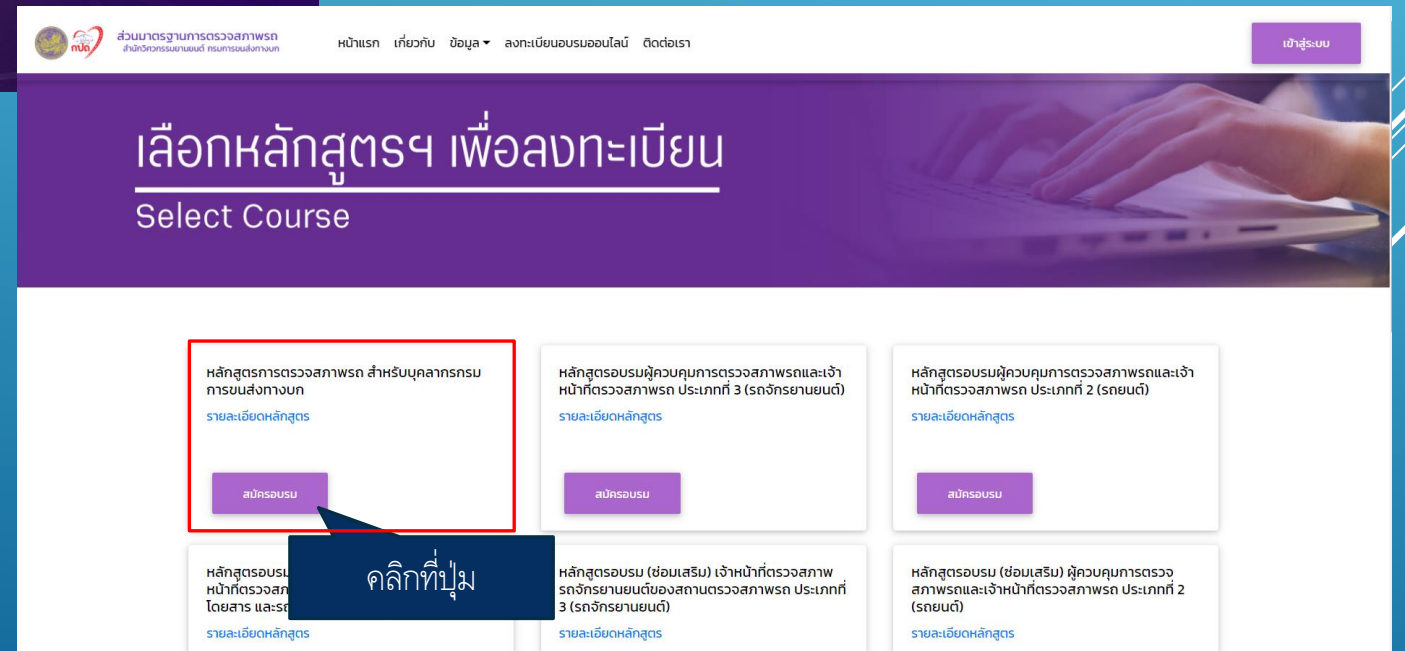 กปถ
ส่วนมาตรฐานการตรวจสภาพรถ
สำนักวิศวกรรมยานยนต์ กรมการขนส่งทางบก
หน้าแรก เกี่ยวกับ ข้อมูล ลงทะเบียนอบรมออนไลน์ ติดต่อเรา
เข้าสู่ระบบ
เลือกหลักสูตรฯ เพื่อลงทะเบียน
Select Course
หลักสูตรการตรวจสภาพรถ สำหรับบุคลากรกรม
การขนส่งทางบก
รายละเอียดหลักสูตร
สมัครอบรม
หลักสูตรอบรมผู้ควบคุมการตรวจสภาพรถและเจ้า
หน้าที่ตรวจสภาพรถ ประเภทที่ 3 (รถจักรยานยนต์)
รายละเอียดหลักสูตร
สมัครอบรม
หลักสูตรอบรมผู้ควบคุมการตรวจสภาพรถและเจ้า
หน้าที่ตรวจสภาพรถ ประเภทที่ 2 (รถยนต์)
รายละเอียดหลักสูตร
สมัครอบรม
คลิกที่ปุ่ม
หลักสูตรอบรม
หน้าที่ตรวจสภ
โดยสาร และรถ
รายละเอียดหลักสูตร
หลักสูตรอบรม (ซ่อมเสริม) เจ้าหน้าที่ตรวจสภาพ
รถจักรยานยนต์ของสถานตรวจสภาพรถ ประเภทที่
3 (รถจักรยานยนต์)
รายละเอียดหลักสูตร
หลักสูตรอบรม (ซ่อมเสริม) ผู้ควบคุมการตรวจ
สภาพรถและเจ้าหน้าที่ตรวจสภาพรถ ประเภทที่ 2
(รถยนต์)
รายละเอียดหลักสูตร